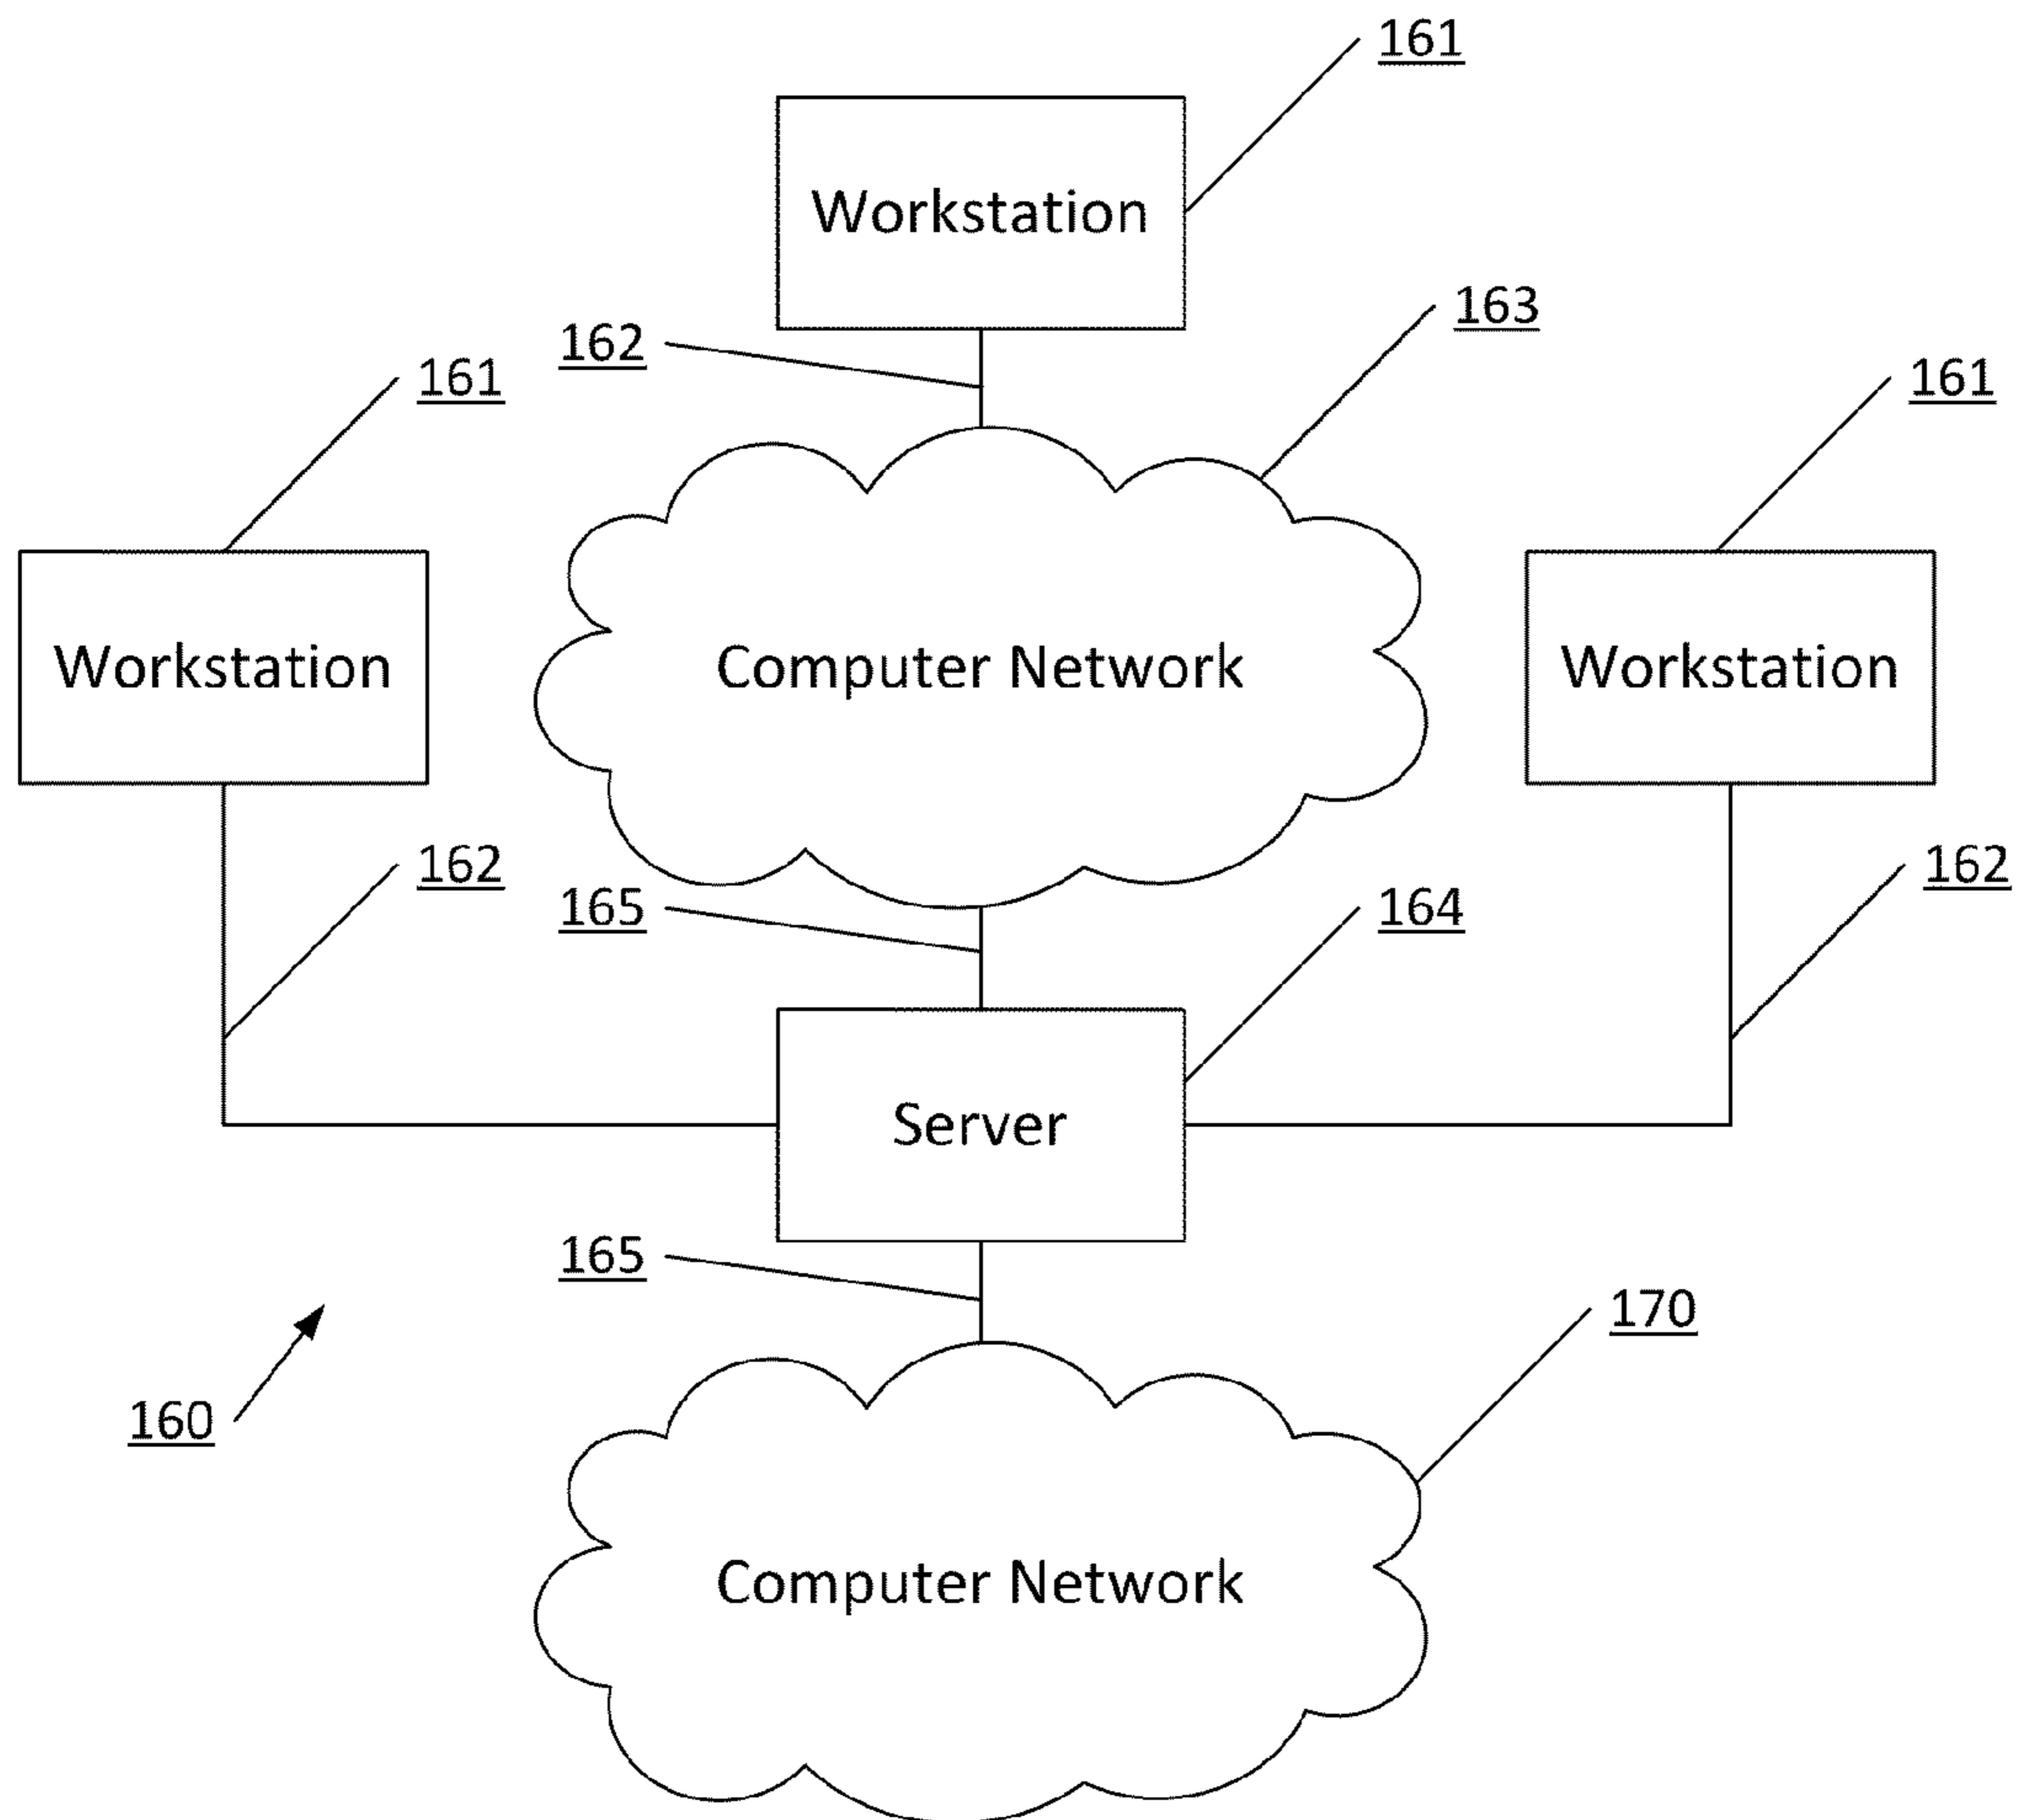 161
Workstation
163
162
161
161
Workstation
Computer Network
Workstation
162
162
165
164
Server
165
170
160
Computer Network